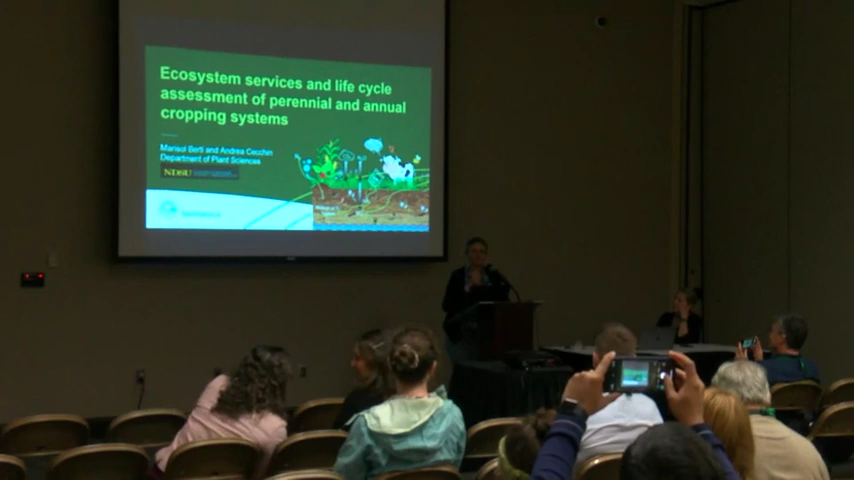 Ecosystem services and life cycle
assessment of perennial and annual
cropping systems
Marisol Berti and Andrea Cecchin
Department of Plant Sciences
NDSU